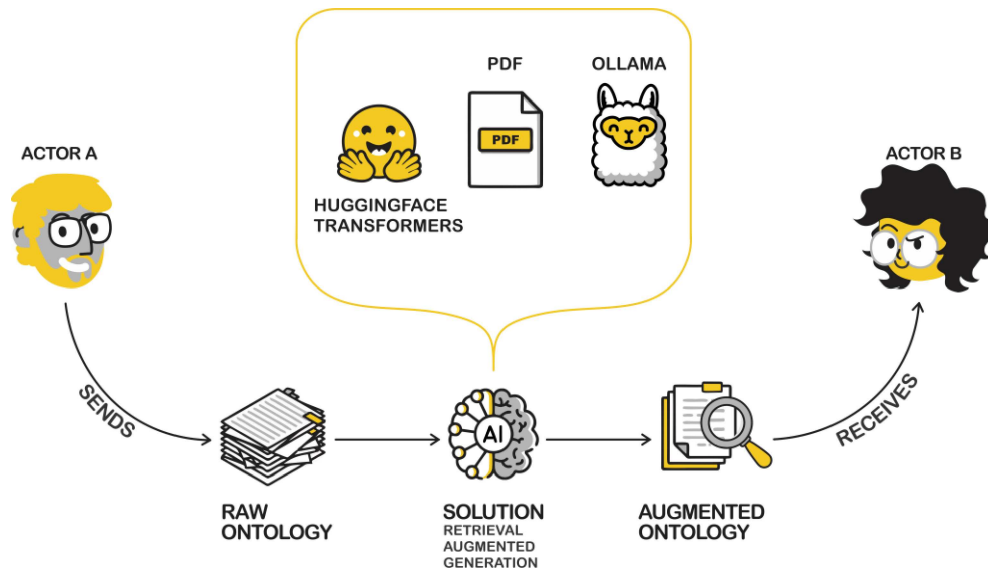 PDF
OLLAMA
PDF
ACTOR A
ACTOR B
HUGGINGFACE
TRANSFORMERS
SENDS
AI
RECEIVES
RAW
ONTOLOGY
SOLUTION
RETRIEVAL
AUGMENTED
GENERATION
AUGMENTED
ONTOLOGY